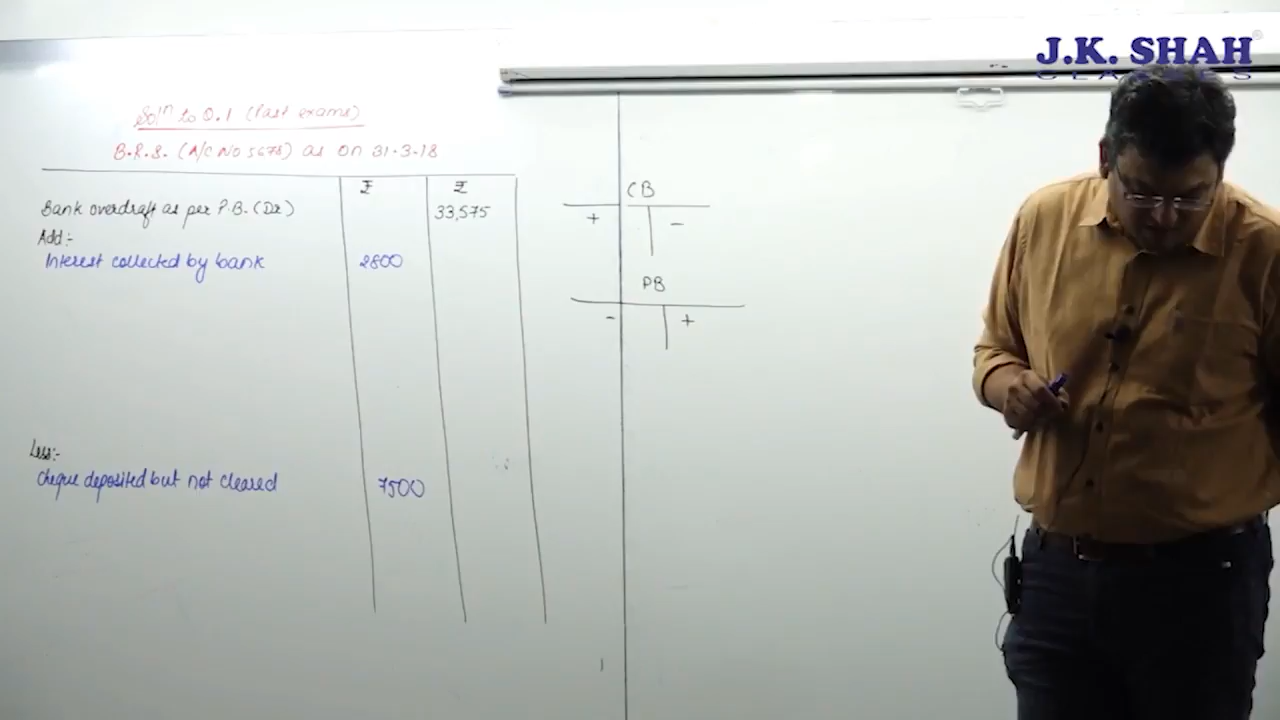 J.K. SHAH
CLASSES
Solⁿ to Q.1 (Past exams)
B.R.S. (A/C No 5678) as on 31-3-18
₹ ₹
Bank overdraft as per P.B. (Dr) 33,575
Add:-
Interest collected by bank 2800
Less:-
Cheque deposited but not cleared 7500
CB
+ -
PB
- +